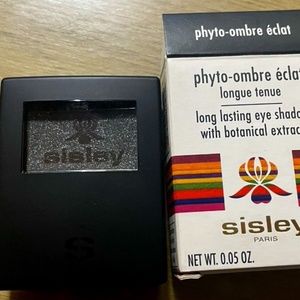 phyto-ombre éclat
phyto-ombre écla
longue tenue
long lasting eye shado
with botanical extrac
sisley
sisley
PARIS
NET WT. 0.05 OZ.
S